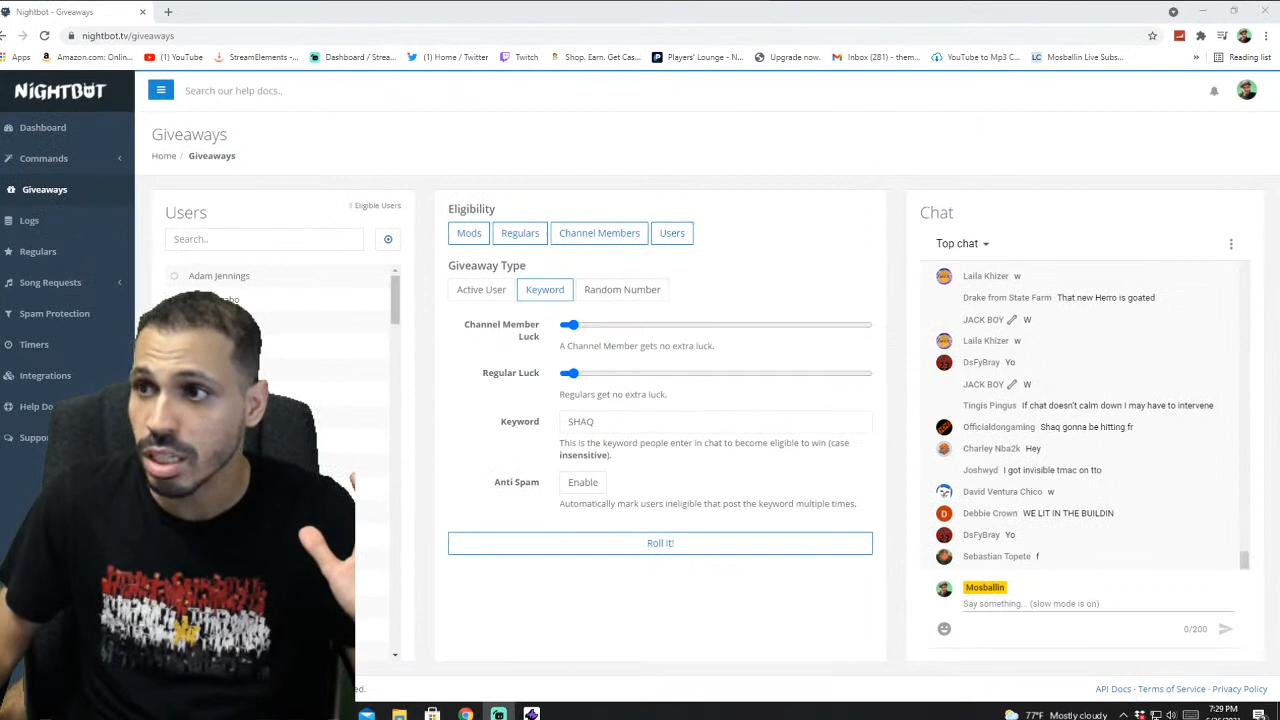 Nightbot - Giveaways
nightbot.tv/giveaways
Apps
Amazon.com: Onlin...
(1) YouTube
StreamElements - ...
Dashboard / Strea...
(1) Home / Twitter
Twitch
Shop. Earn. Get Cas...
Players' Lounge - ...
Upgrade now.
Inbox (281) - them...
YouTube to Mp3 C...
Mosballin Live Subs...
Reading list
NIGHTBOT
Search our help docs..
Dashboard
Commands
Giveaways
Logs
Regulars
Song Requests
Spam Protection
Timers
Integrations
Help Do
Suppo
Giveaways
Home / Giveaways
Users
Eligible Users
Search..
Adam Jennings
Eligibility
Mods
Regulars
Channel Members
Users
Giveaway Type
Active User
Keyword
Random Number
Channel Member
Luck
A Channel Member gets no extra luck.
Regular Luck
Regulars get no extra luck.
Keyword
SHAQ
This is the keyword people enter in chat to become eligible to win (case
insensitive).
Anti Spam
Enable
Automatically mark users ineligible that post the keyword multiple times.
Roll It!
Chat
Top chat
Laila Khizer w
Drake from State Farm That new Herro is goated
JACK BOY W
Laila Khizer w
DsFyBray Yo
JACK BOY W
Tingis Pingus If chat doesn't calm down I may have to intervene
Officialdongaming Shaq gonna be hitting fr
Charley Nba2k Hey
Joshwyd I got invisible tmac on tto
David Ventura Chico w
Debbie Crown WE LIT IN THE BUILDIN
DsFyBray Yo
Sebastian Topete f
Mosballin
Say something... (slow mode is on)
0/200
ed.
API Docs · Terms of Service · Privacy Policy
77°F Mostly cloudy
7:29 PM